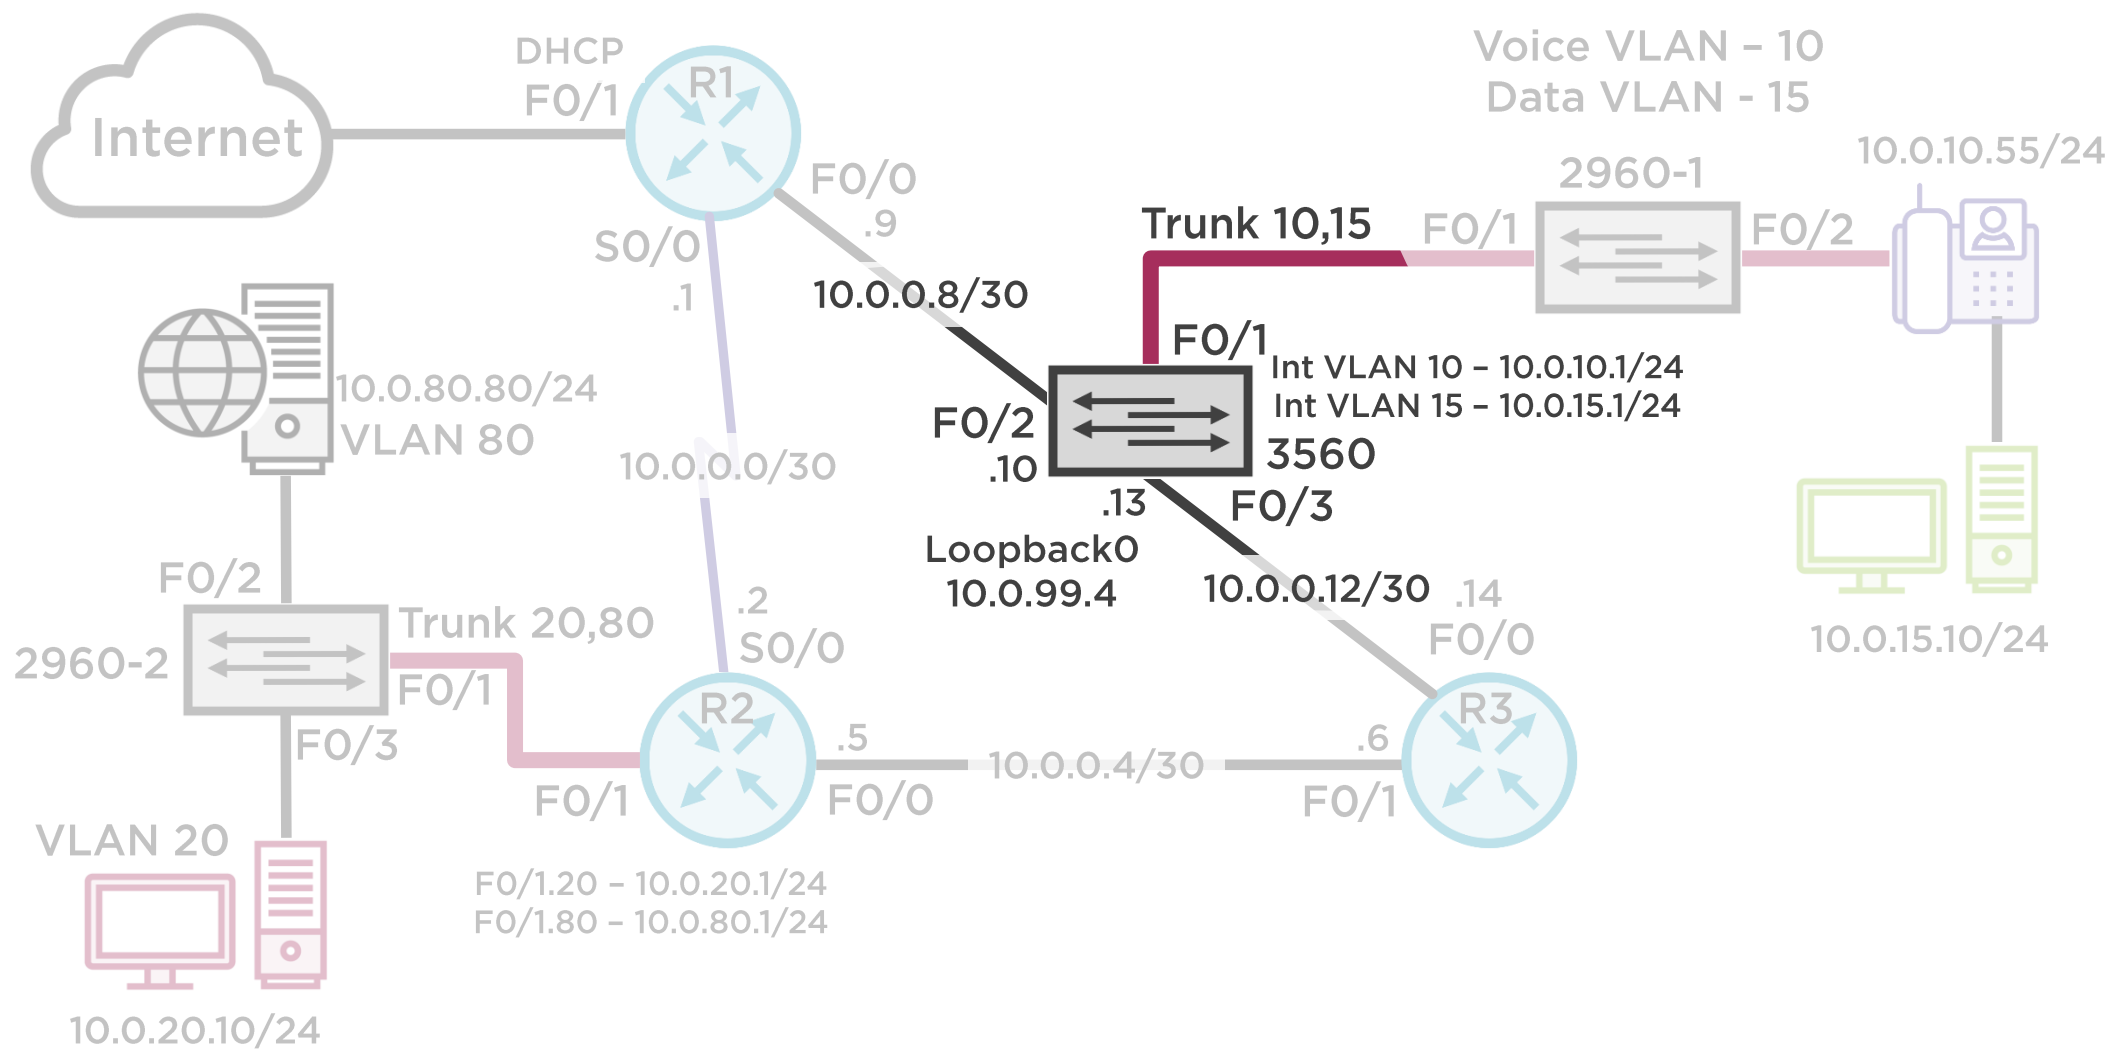 DHCP
F0/1
Internet
R1
F0/0
.9
S0/0
.1
10.0.0.8/30
Voice VLAN – 10
Data VLAN - 15
10.0.10.55/24
2960-1
Trunk 10,15
F0/1
F0/2
F0/1
Int VLAN 10 – 10.0.10.1/24
Int VLAN 15 – 10.0.15.1/24
F0/2
.10
3560
.13
F0/3
Loopback0
10.0.99.4
10.0.0.12/30
10.0.80.80/24
VLAN 80
10.0.0.0/30
.14
F0/0
10.0.15.10/24
F0/2
2960-2
Trunk 20,80
F0/1
F0/3
.2
S0/0
R2
R3
.5
10.0.0.4/30
.6
F0/1
F0/0
F0/1
VLAN 20
F0/1.20 – 10.0.20.1/24
F0/1.80 – 10.0.80.1/24
10.0.20.10/24